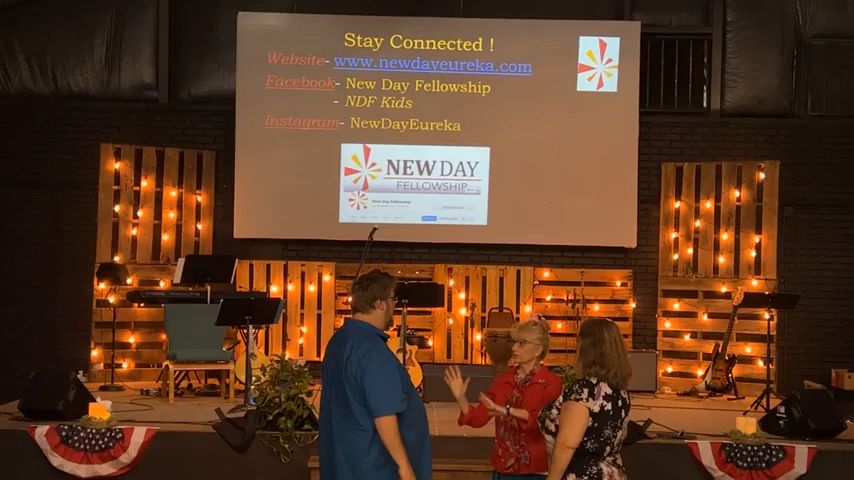 Stay Connected !
Website- www.newdayeureka.com
Facebook- New Day Fellowship
- NDF Kids
Instagram- NewDayEureka
NEW DAY
FELLOWSHIP
New Day Fellowship